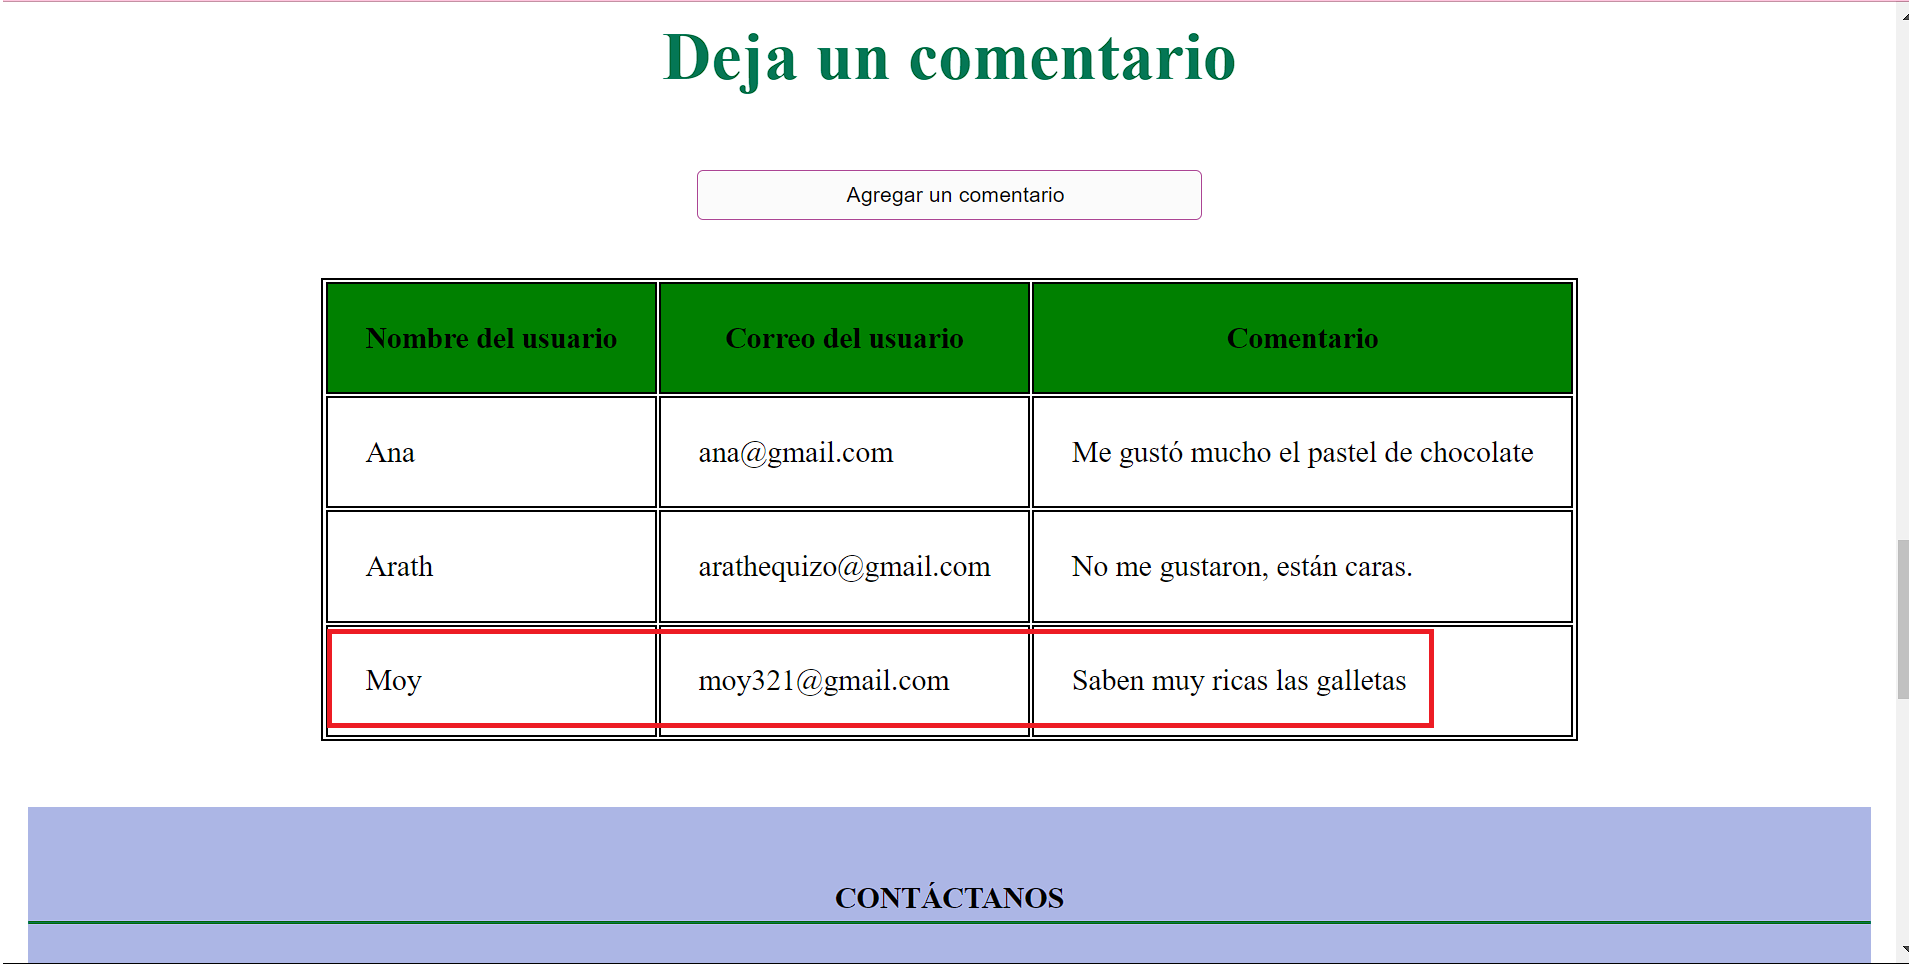 Deja un comentario
Agregar un comentario
Nombre del usuario Correo del usuario Comentario
Ana ana@gmail.com Me gustó mucho el pastel de chocolate
Arath arathequizo@gmail.com No me gustaron, están caras.
Moy moy321@gmail.com Saben muy ricas las galletas
CONTÁCTANOS